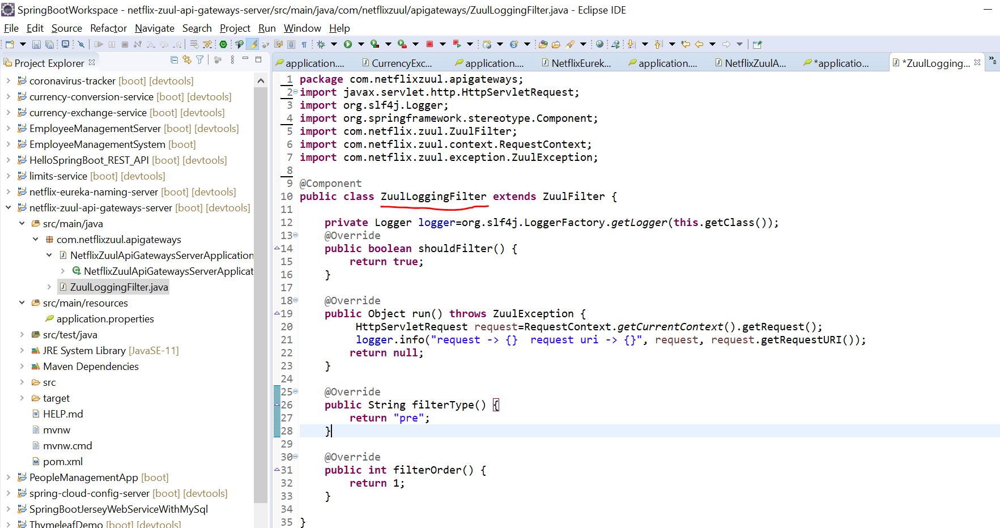 SpringBootWorkspace - netflix-zuul-api-gateways-server/src/main/java/com/netflixzuul/apigateways/ZuulLoggingFilter.java - Eclipse IDE
File Edit Source Refactor Navigate Search Project Run Window Help
Project Explorer
coronavirus-tracker [boot] [devtools]
currency-conversion-service [boot] [devtools]
currency-exchange-service [boot] [devtools]
EmployeeManagementServer [boot] [devtools]
EmployeeManagementSystem [boot]
HelloSpringBoot_REST_API [boot] [devtools]
limits-service [boot] [devtools]
netflix-eureka-naming-server [boot] [devtools]
netflix-zuul-api-gateways-server [boot] [devtools]
src/main/java
com.netflixzuul.apigateways
NetflixZuulApiGatewaysServerApplication
NetflixZuulApiGatewaysServerApplicat
ZuulLoggingFilter.java
src/main/resources
application.properties
src/test/java
JRE System Library [JavaSE-11]
Maven Dependencies
src
target
HELP.md
mvnw
mvnw.cmd
pom.xml
PeopleManagementApp [boot]
spring-cloud-config-server [boot] [devtools]
SpringBootJerseyWebServiceWithMySql
ThymeleafDemo [boot] [devtools]
application.... CurrencyExc... application.... NetflixEurek... application.... NetflixZuulA... *applicatio... *ZuulLogging... »8
1 package com.netflixzuul.apigateways;
2 import javax.servlet.http.HttpServletRequest;
3 import org.slf4j.Logger;
4 import org.springframework.stereotype.Component;
5 import com.netflix.zuul.ZuulFilter;
6 import com.netflix.zuul.context.RequestContext;
7 import com.netflix.zuul.exception.ZuulException;
8
9 @Component
10 public class ZuulLoggingFilter extends ZuulFilter {
11
12 private Logger logger=org.slf4j.LoggerFactory.getLogger(this.getClass());
13 @Override
14 public boolean shouldFilter() {
15 return true;
16 }
17
18 @Override
19 public Object run() throws ZuulException {
20 HttpServletRequest request=RequestContext.getCurrentContext().getRequest();
21 logger.info("request -> {}  request uri -> {}", request, request.getRequestURI());
22 return null;
23 }
24
25 @Override
26 public String filterType() {
27 return "pre";
28 }
29
30 @Override
31 public int filterOrder() {
32 return 1;
33 }
34
35 }